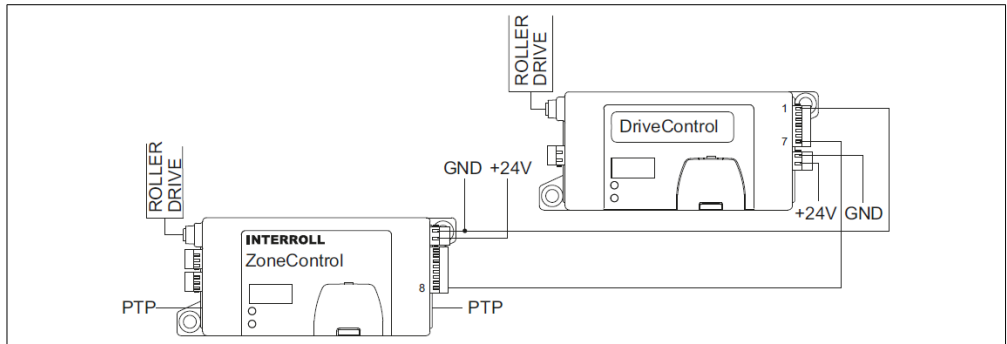 ROLLER
DRIVE
1
DriveControl
7
GND +24V
+24V GND
ROLLER
DRIVE
INTERROLL
ZoneControl
8
PTP
PTP